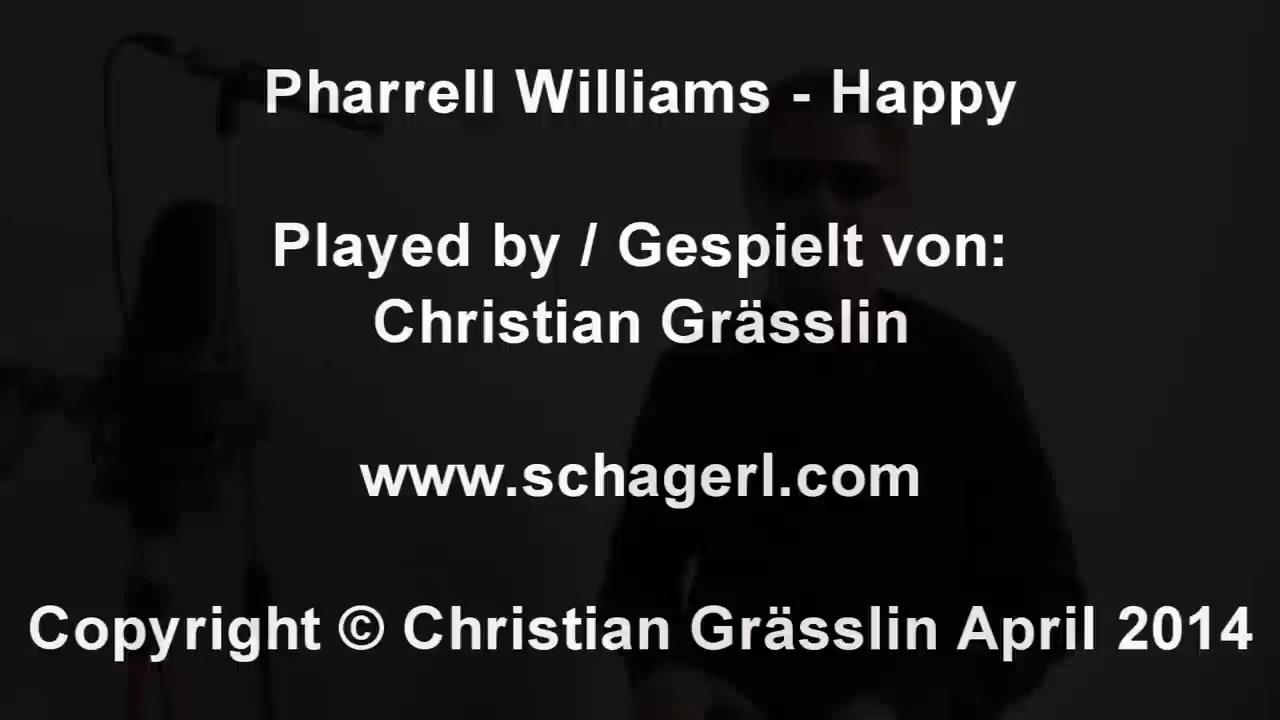 Pharrell Williams - Happy
Played by / Gespielt von:
Christian Grässlin
www.schagerl.com
Copyright © Christian Grässlin April 2014